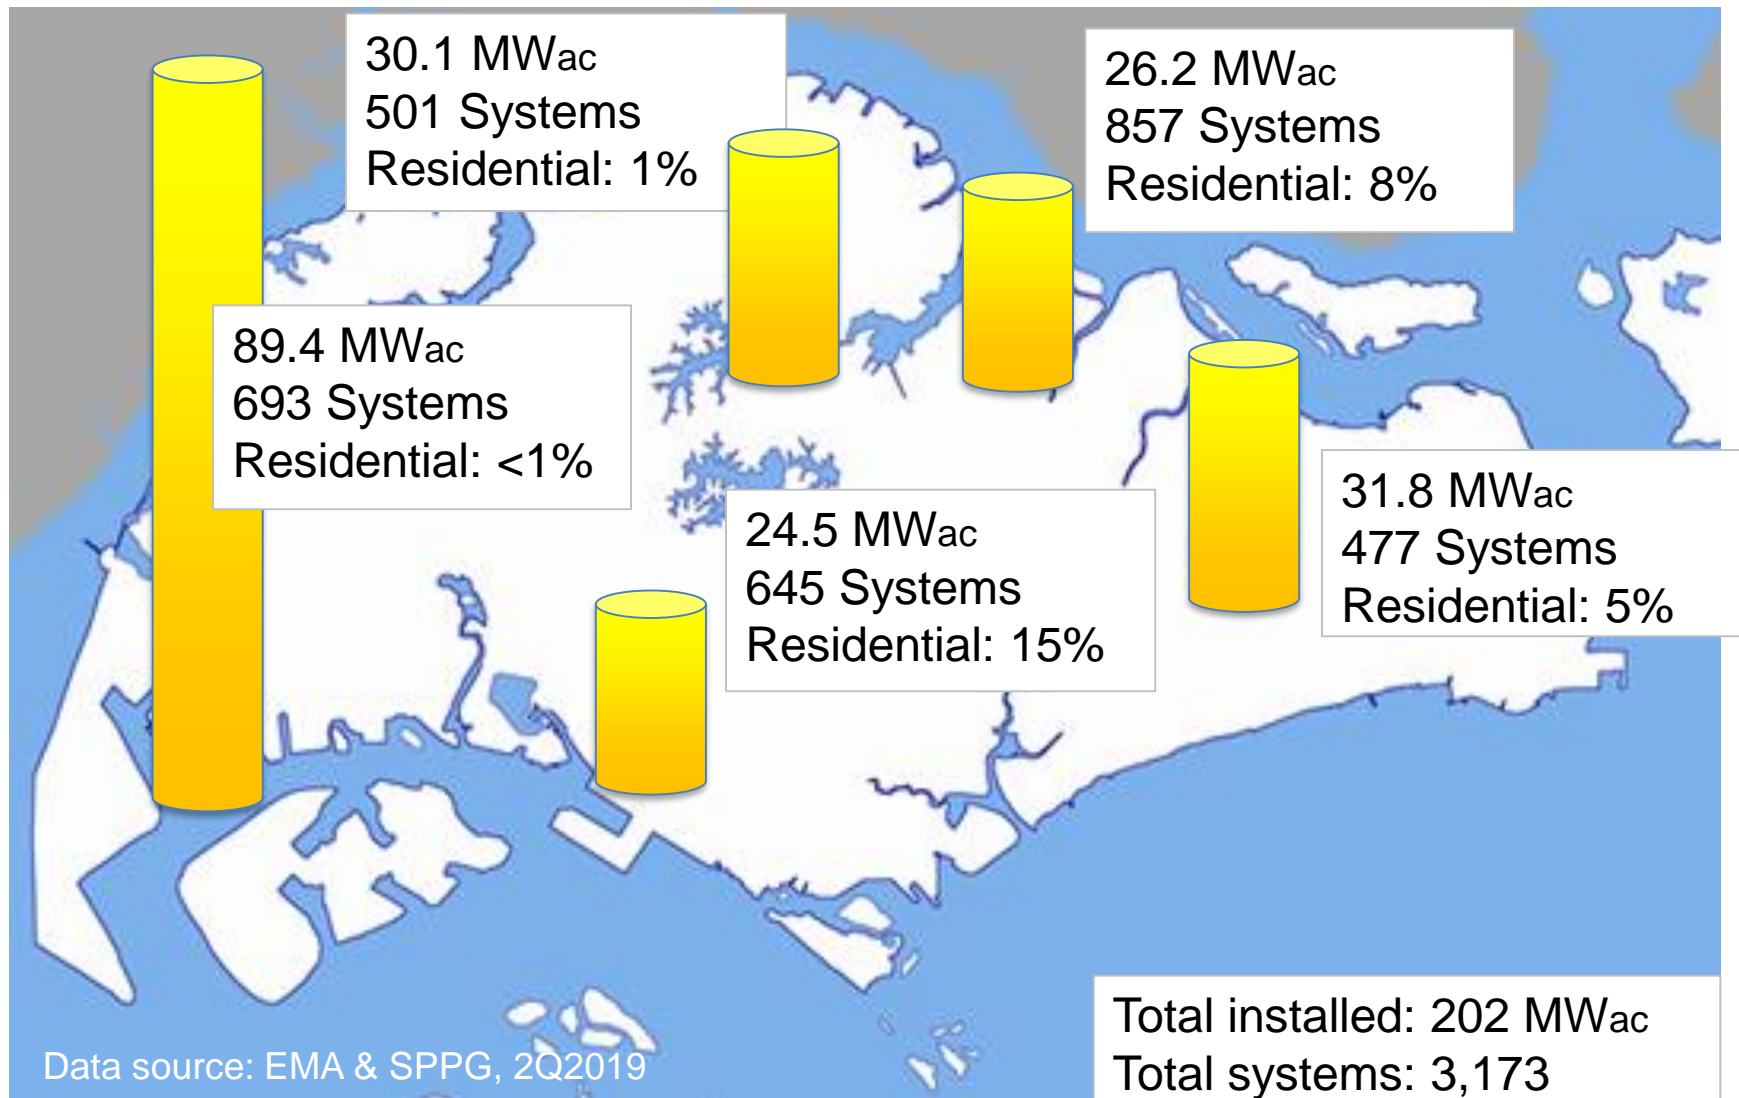 30.1 MWac
501 Systems
Residential: 1%
26.2 MWac
857 Systems
Residential: 8%
89.4 MWac
693 Systems
Residential: <1%
24.5 MWac
645 Systems
Residential: 15%
31.8 MWac
477 Systems
Residential: 5%
Total installed: 202 MWac
Total systems: 3,173
Data source: EMA & SPPG, 2Q2019